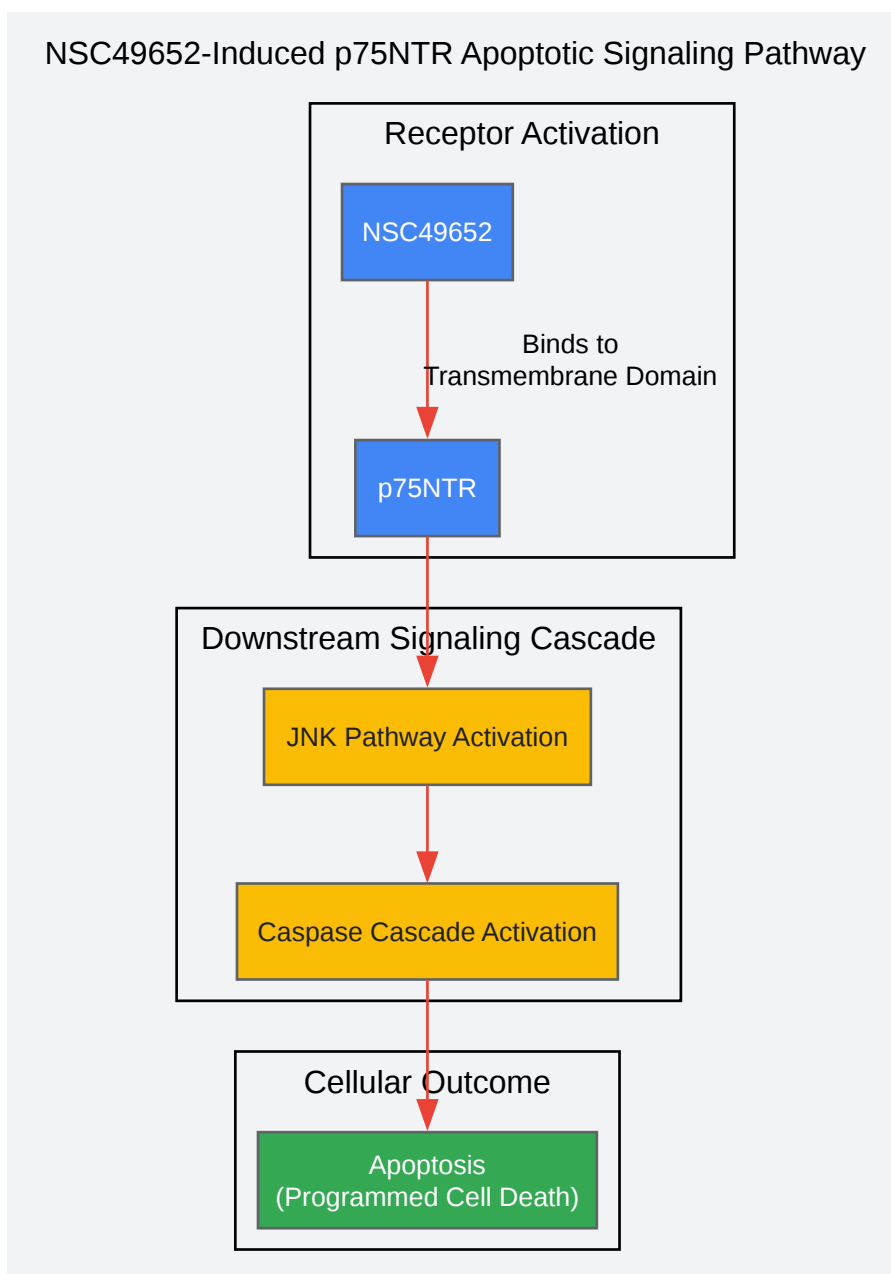 NSC49652-Induced p75NTR Apoptotic Signaling Pathway
Receptor Activation
NSC49652
Binds to
Transmembrane Domain
p75NTR
Downstream Signaling Cascade
JNK Pathway Activation
Caspase Cascade Activation
Cellular Outcome
Apoptosis
(Programmed Cell Death)